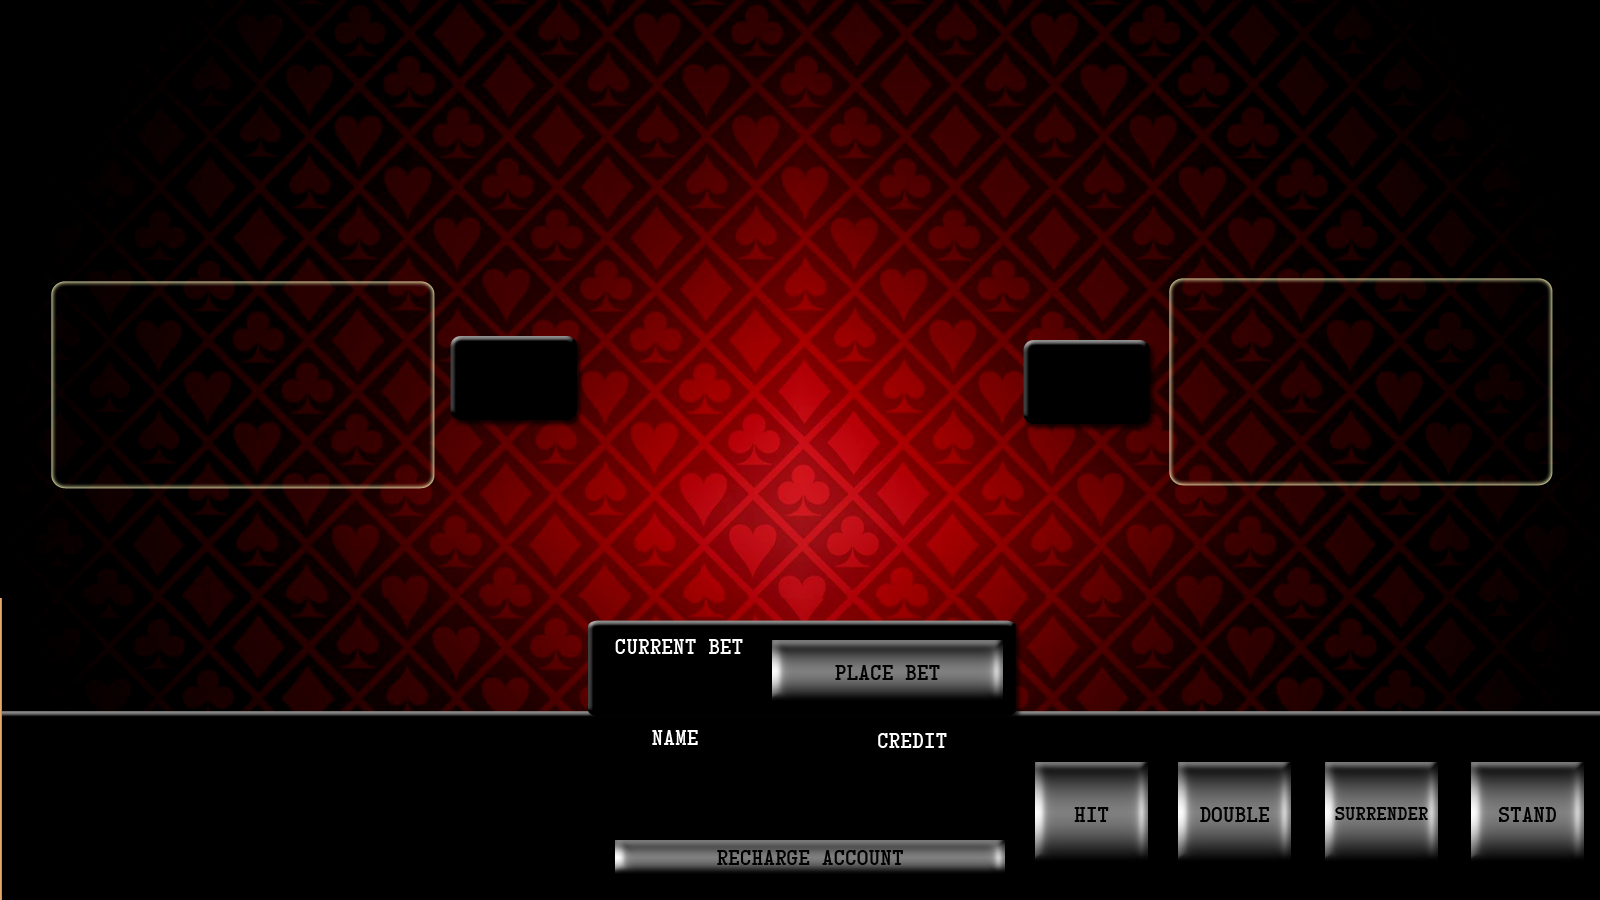 CURRENT BET
PLACE BET
NAME
CREDIT
HIT
DOUBLE
SURRENDER
STAND
RECHARGE ACCOUNT